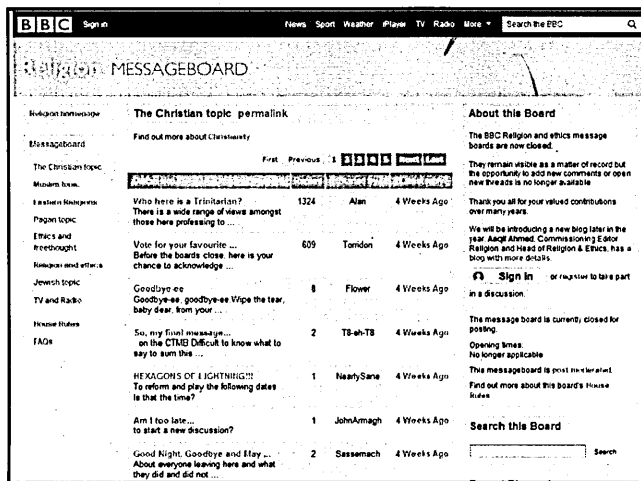 BBC Sign in News Sport Weather iPlayer TV Radio More Search the BBC
Religion MESSAGEBOARD
Religion homepage
Messageboard
The Christian topic
Muslim topic
Eastern Religions
Pagan topic
Ethics and
freethought
Religion and ethics
Jewish topic
TV and Radio
House Rules
FAQs
The Christian topic permalink
Find out more about Christianity
First Previous 1 2 3 4 5 Next Last
Who here is a Trinitarian? 1324 Alan 4 Weeks Ago
There is a wide range of views amongst
those here professing to ...
Vote for your favourite ... 609 Torridon 4 Weeks Ago
Before the boards close, here is your
chance to acknowledge ...
Goodbye-ee 8 Flower 4 Weeks Ago
Goodbye-ee, goodbye-ee Wipe the tear,
baby dear, from your ...
So, my final message... 2 T8-eh-T8 4 Weeks Ago
on the CTMB Difficult to know what to
say to sum this ...
HEXAGONS OF LIGHTNING!!! 1 NearlySane 4 Weeks Ago
To reform and play the following dates
Is that the time?
Am I too late... 1 JohnArmagh 4 Weeks Ago
to start a new discussion?
Good Night, Goodbye and May ... 2 Sassenach 4 Weeks Ago
About everyone leaving here and what
they did and did not ...
About this Board
The BBC Religion and ethics message
boards are now closed.
They remain visible as a matter of record but
the opportunity to add new comments or open
new threads is no longer available
Thank you all for your valued contributions
over many years.
We will be introducing a new blog later in the
year. Aaqil Ahmed, Commissioning Editor
Religion and Head of Religion & Ethics, has a
blog with more details.
Sign in or register to take part
in a discussion.
The message board is currently closed for
posting.
Opening times:
No longer applicable
This messageboard is post moderated.
Find out more about this board's House
Rules
Search this Board
Search